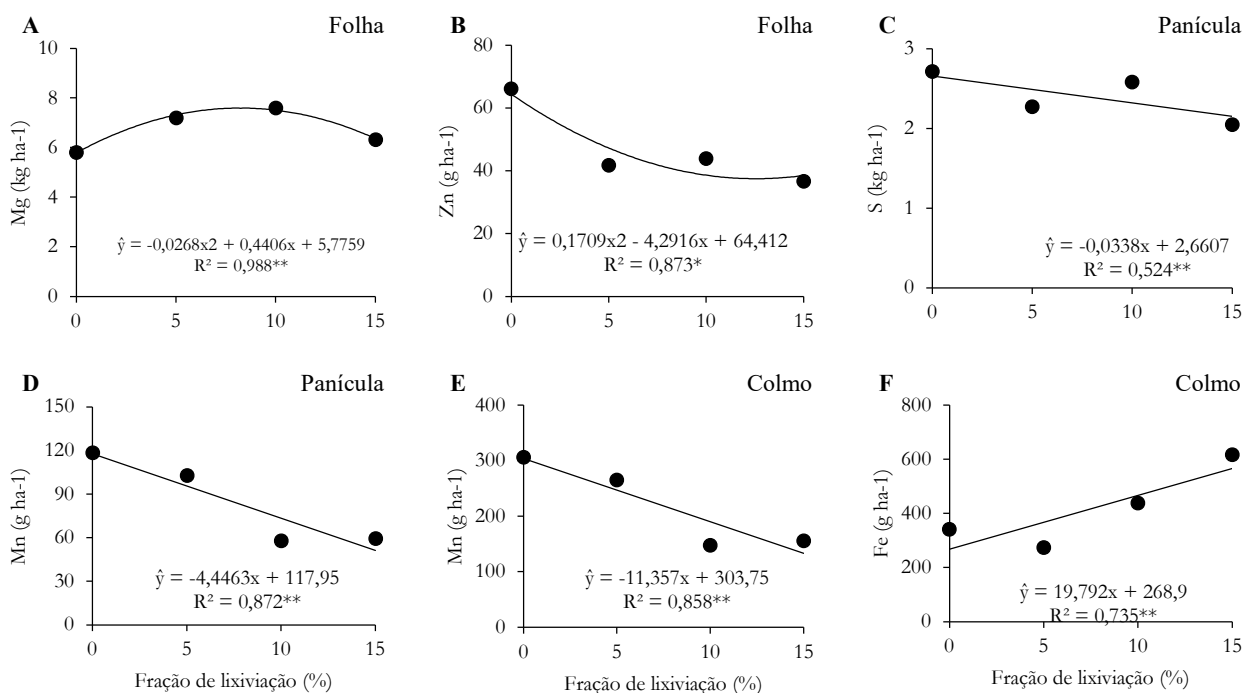 A Folha
10
8
6
4
2
0
Mg (kg ha-1)
ŷ = -0,0268x2 + 0,4406x + 5,7759
R² = 0,988**
0 5 10 15
B Folha
80
60
40
20
0
Zn (g ha-1)
ŷ = 0,1709x2 - 4,2916x + 64,412
R² = 0,873*
0 5 10 15
C Panícula
3
2
1
0
S (kg ha-1)
ŷ = -0,0338x + 2,6607
R² = 0,524**
0 5 10 15
D Panícula
150
120
90
60
30
0
Mn (g ha-1)
ŷ = -4,4463x + 117,95
R² = 0,872**
0 5 10 15
Fração de lixiviação (%)
E Colmo
400
300
200
100
0
Mn (g ha-1)
ŷ = -11,357x + 303,75
R² = 0,858**
0 5 10 15
Fração de lixiviação (%)
F Colmo
800
600
400
200
0
Fe (g ha-1)
ŷ = 19,792x + 268,9
R² = 0,735**
0 5 10 15
Fração de lixiviação (%)